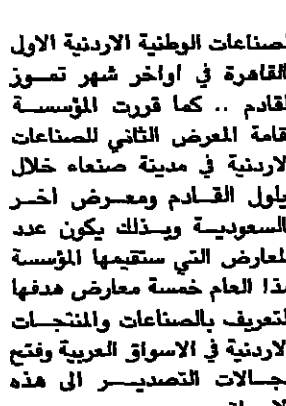 لصناعات الوطنية الاردنية الاول
القاهرة في اواخر شهر تموز
لقادم .. كما قررت المؤسسة
قامة المعرض الثاني للصناعات
لاردنية في مدينة صنعاء خلال
يلول القادم ومعرض اخر
السعودية وبذلك يكون عدد
لمعارض التي ستقيمها المؤسسة
هذا العام خمسة معارض هدفها
لتعريف بالصناعات والمنتجات
لاردنية في الاسواق العربية وفتح
جالات التصدير الى هذه